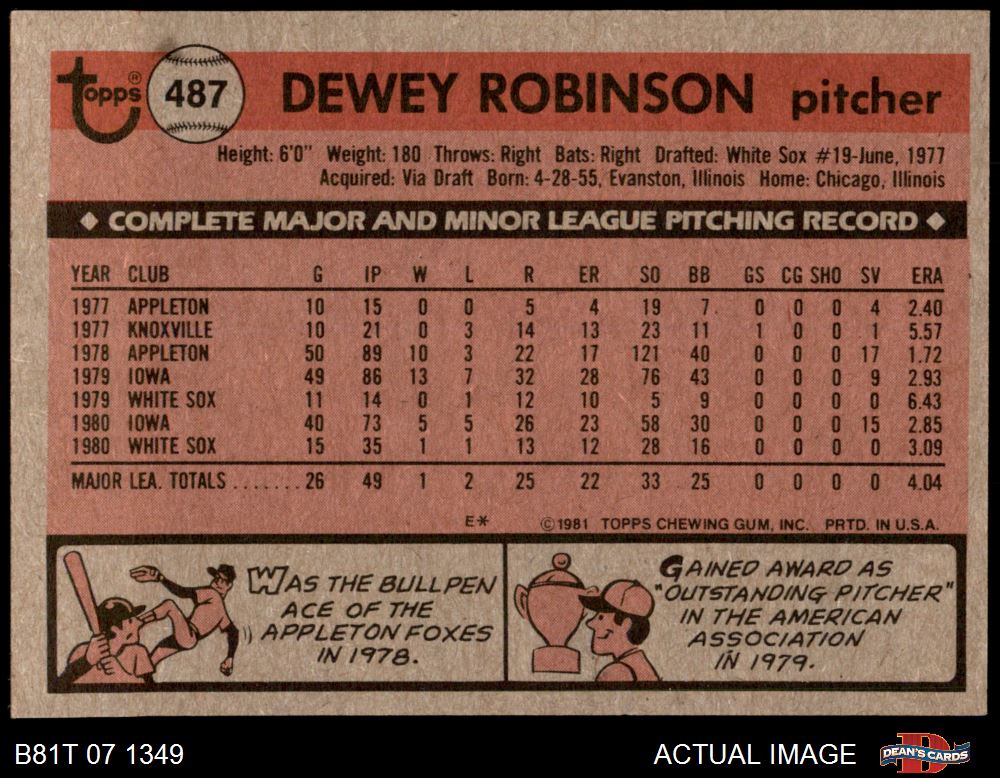 topps® 487 DEWEY ROBINSON pitcher
Height: 6'0" Weight: 180 Throws: Right Bats: Right Drafted: White Sox #19-June, 1977
Acquired: Via Draft Born: 4-28-55, Evanston, Illinois Home: Chicago, Illinois
◆ COMPLETE MAJOR AND MINOR LEAGUE PITCHING RECORD ◆
YEAR CLUB G IP W L R ER SO BB GS CG SHO SV ERA
1977 APPLETON 10 15 0 0 5 4 19 7 0 0 0 4 2.40
1977 KNOXVILLE 10 21 0 3 14 13 23 11 1 0 0 1 5.57
1978 APPLETON 50 89 10 3 22 17 121 40 0 0 0 17 1.72
1979 IOWA 49 86 13 7 32 28 76 43 0 0 0 9 2.93
1979 WHITE SOX 11 14 0 1 12 10 5 9 0 0 0 0 6.43
1980 IOWA 40 73 5 5 26 23 58 30 0 0 0 15 2.85
1980 WHITE SOX 15 35 1 1 13 12 28 16 0 0 0 0 3.09
MAJOR LEA. TOTALS ....... 26 49 1 2 25 22 33 25 0 0 0 0 4.04
E* ©1981 TOPPS CHEWING GUM, INC. PRTD. IN U.S.A.
WAS THE BULLPEN
ACE OF THE
APPLETON FOXES
IN 1978.
GAINED AWARD AS
"OUTSTANDING PITCHER"
IN THE AMERICAN
ASSOCIATION
IN 1979.
B81T 07 1349 ACTUAL IMAGE DEAN'S CARDS